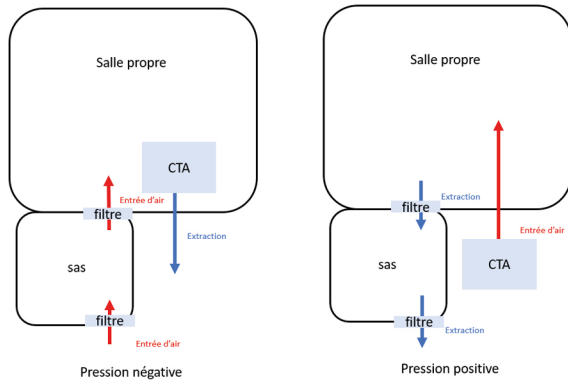 Salle propre
CTA
Entrée d'air
filtre
Extraction
sas
filtre
Entrée d'air
Pression négative
Salle propre
Extraction
filtre
Entrée d'air
sas
CTA
filtre
Extraction
Pression positive